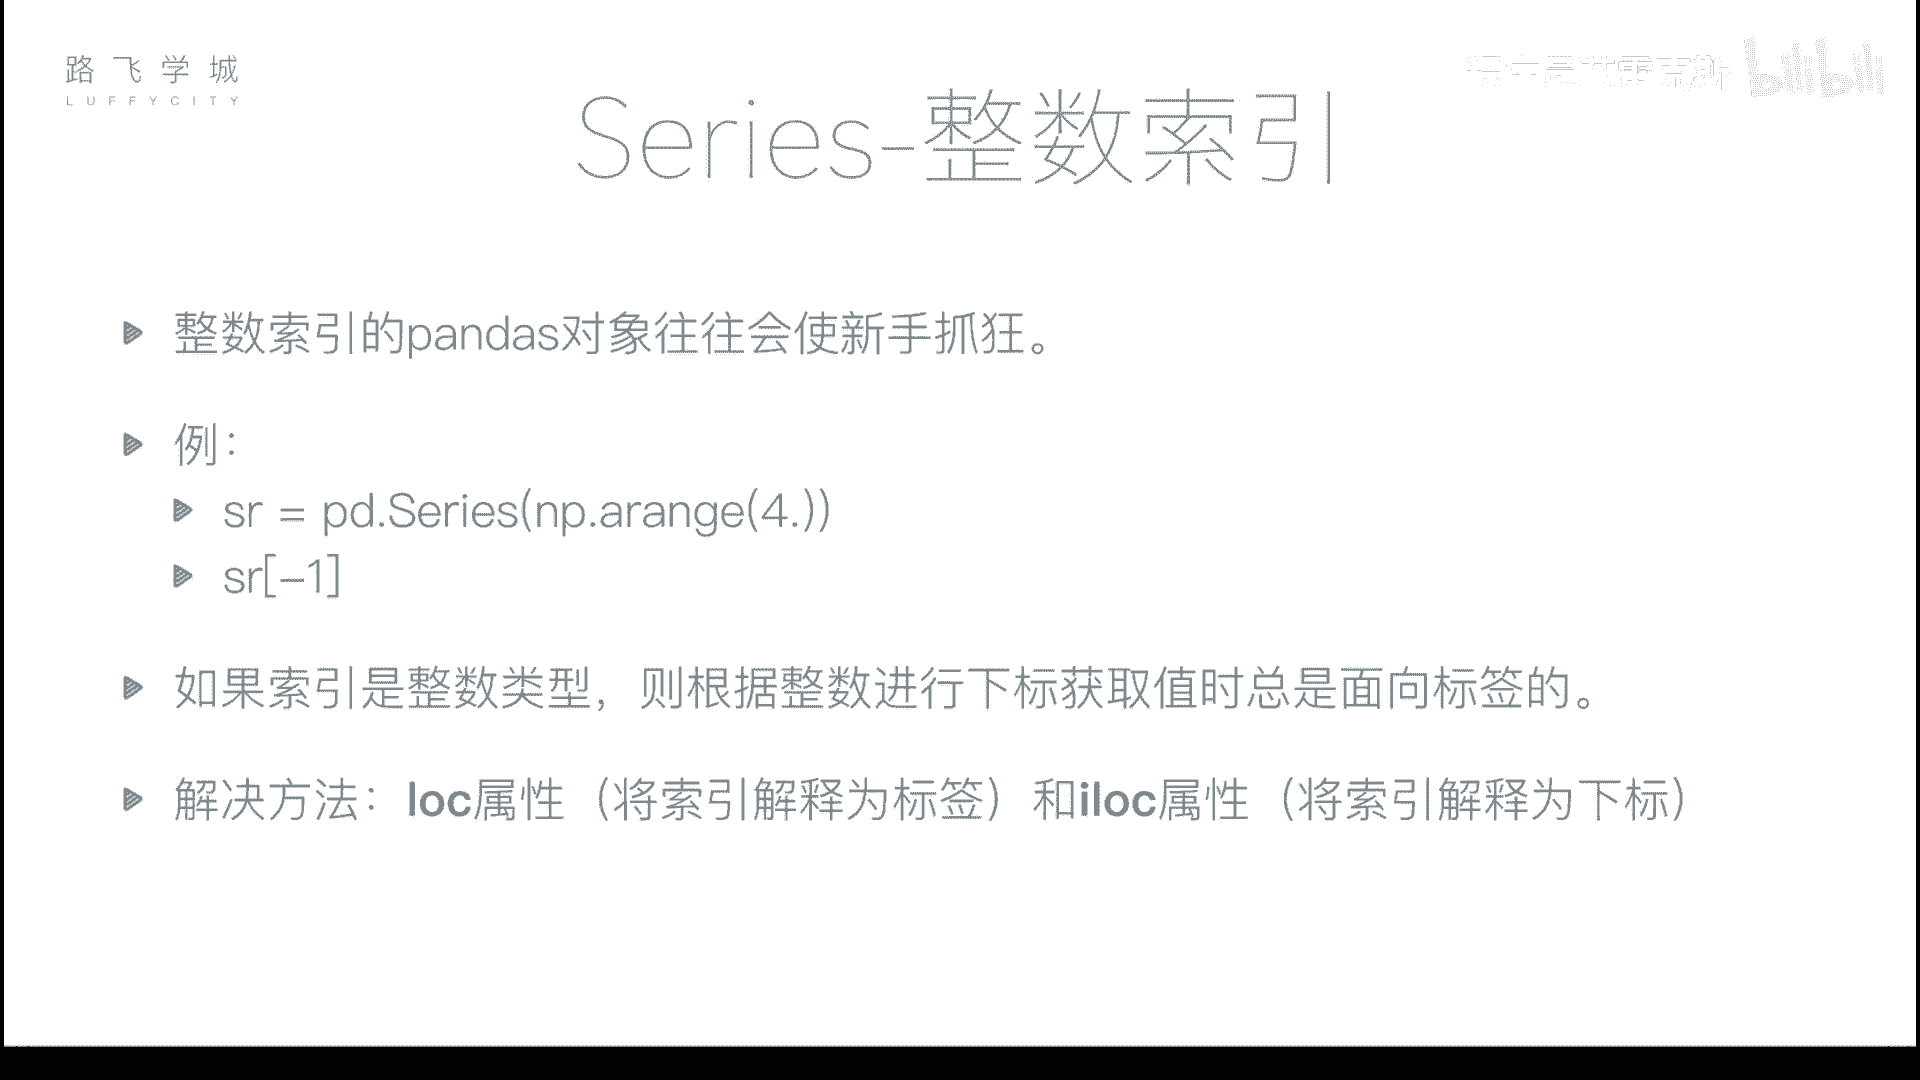 路飞学城
LUFFYCITY
bilibili
Series-整数索引
整数索引的pandas对象往往会使新手抓狂。
例：
sr = pd.Series(np.arange(4.))
sr[-1]
如果索引是整数类型，则根据整数进行下标获取值时总是面向标签的。
解决方法：loc属性（将索引解释为标签）和iloc属性（将索引解释为下标）